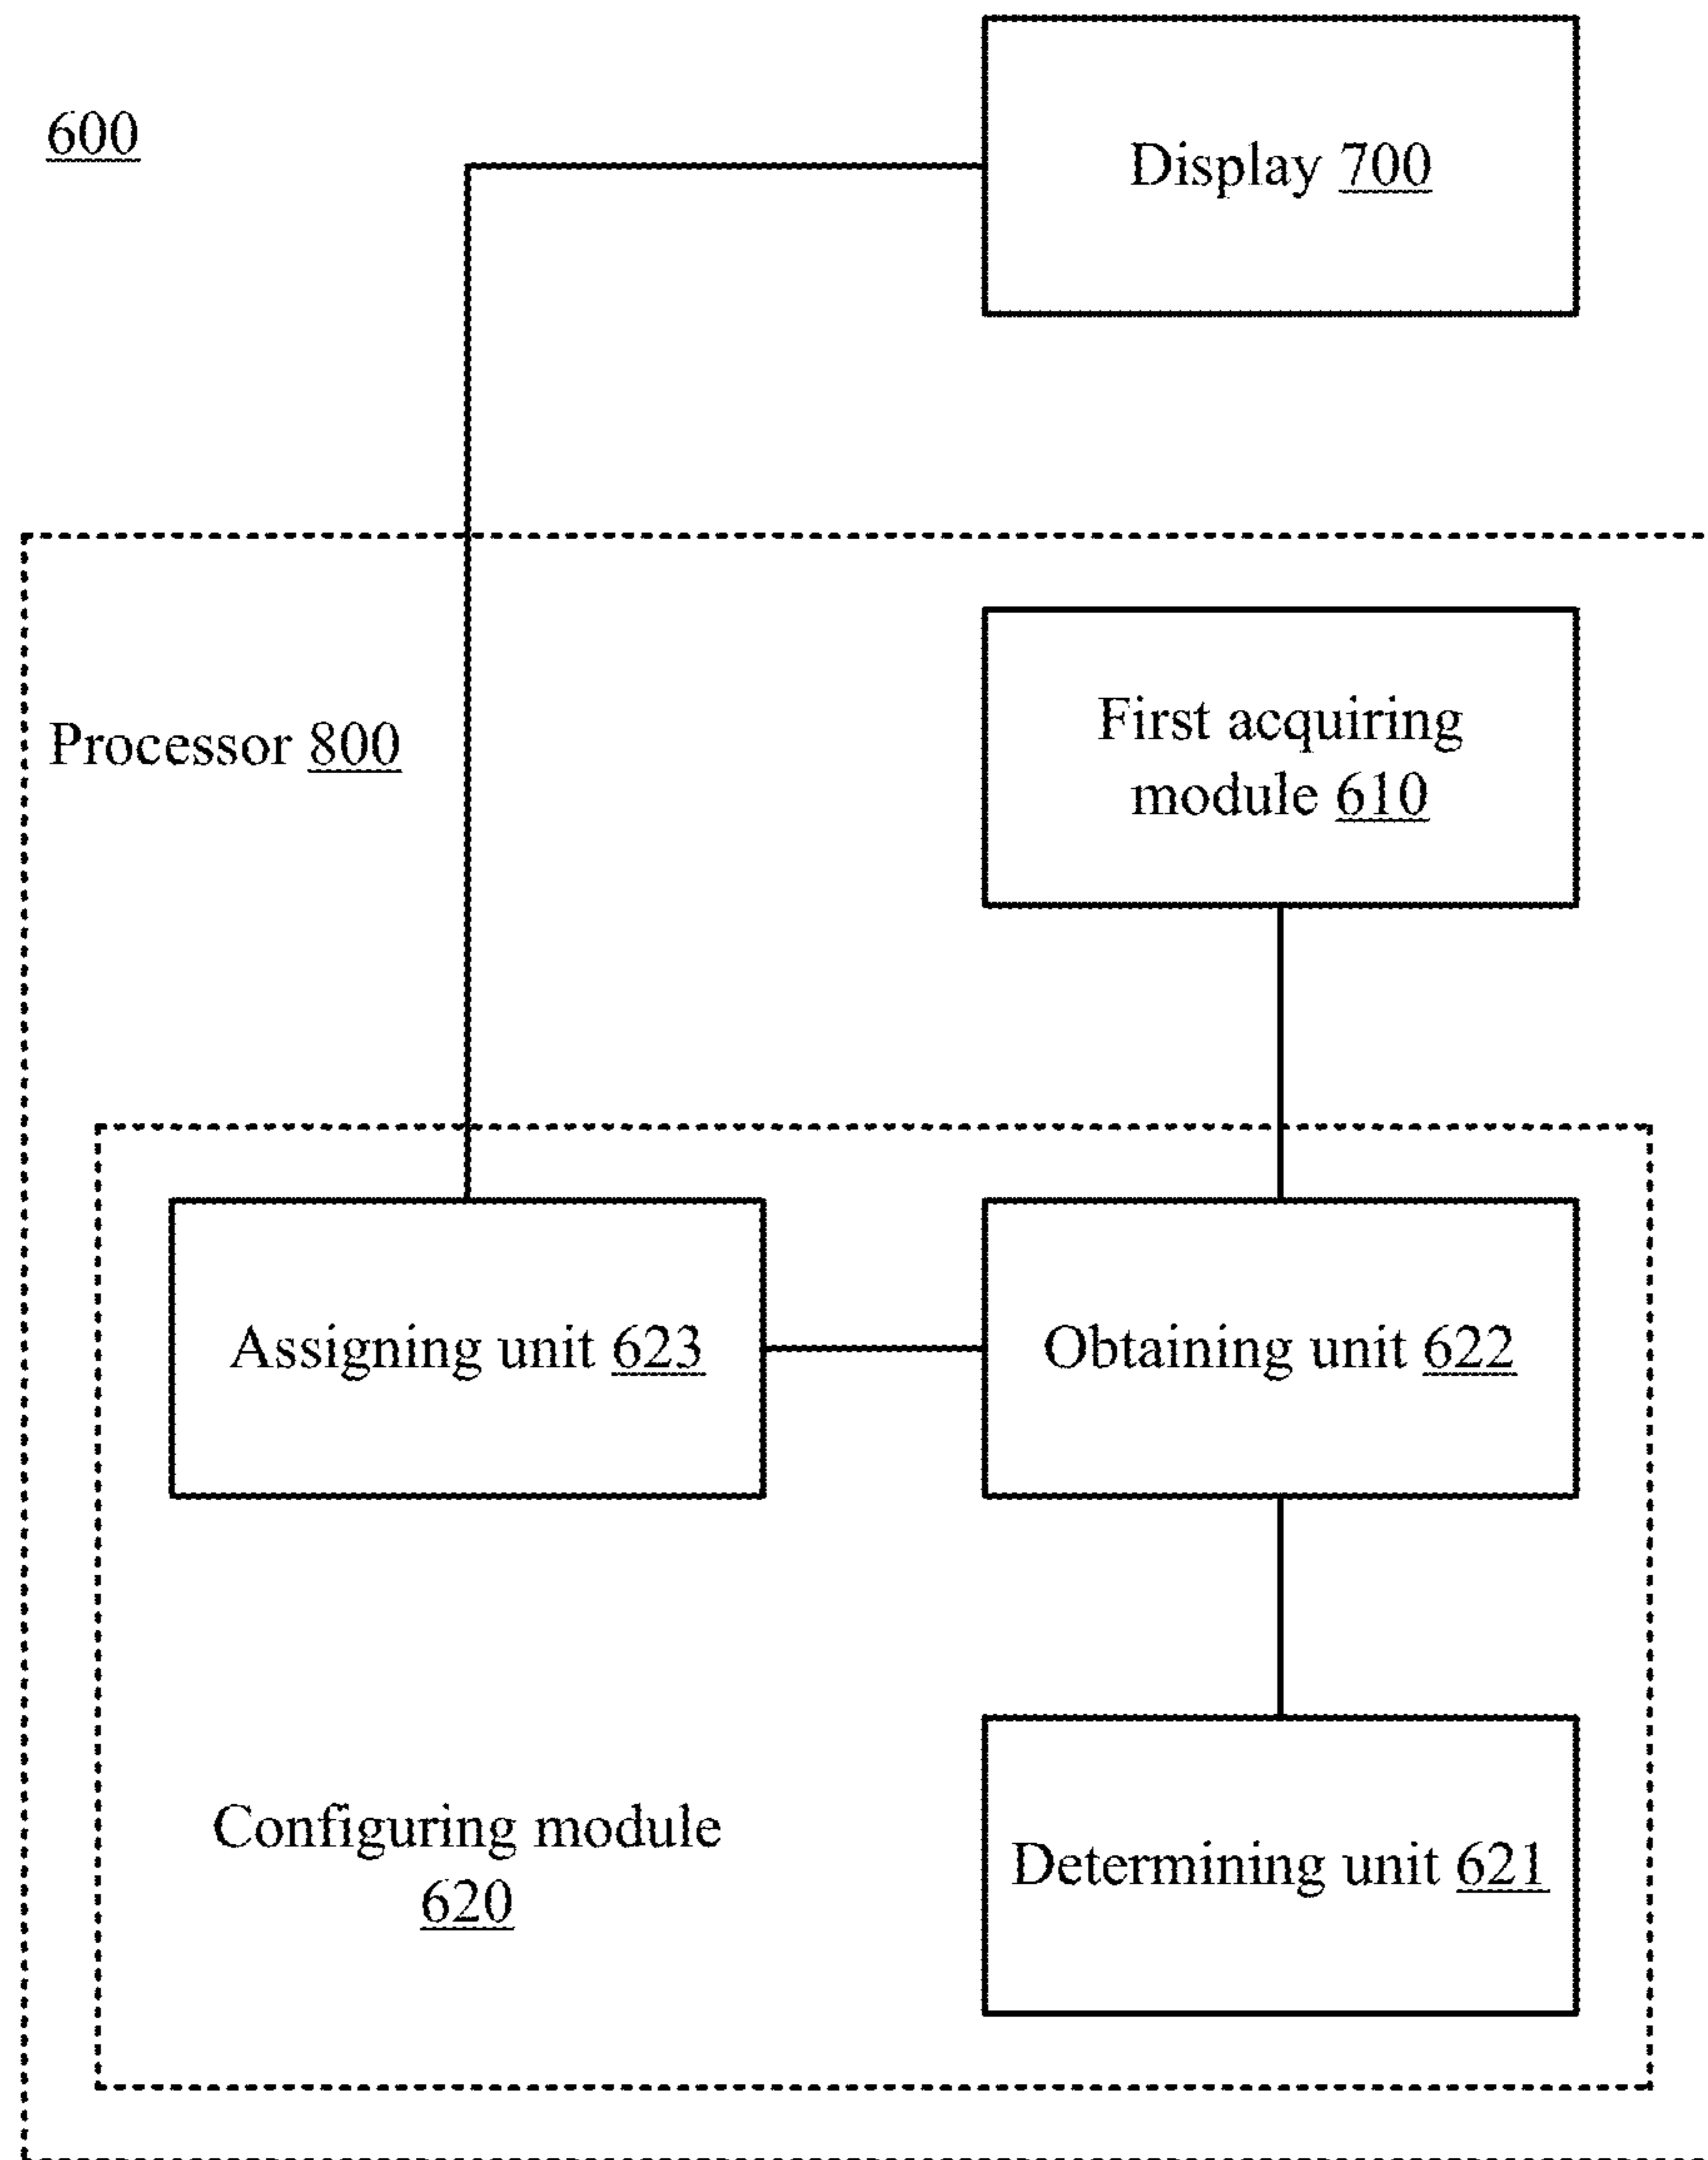 600
Display 700
Processor 800
First acquiring
module 610
Assigning unit 623
Obtaining unit 622
Configuring module
620
Determining unit 621